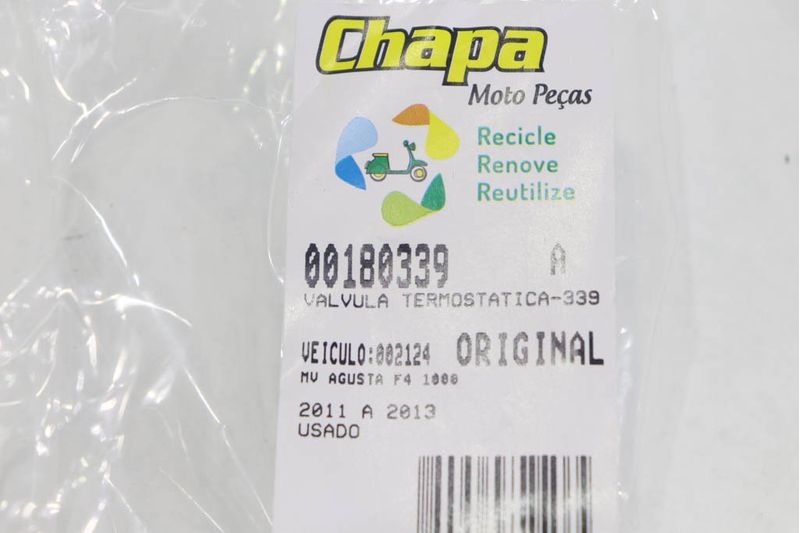 Chapa
Moto Peças
Recicle
Renove
Reutilize
00180339 A
VALVULA TERMOSTATICA-339
VEICULO:002124 ORIGINAL
MV AGUSTA F4 1000
2011 A 2013
USADO